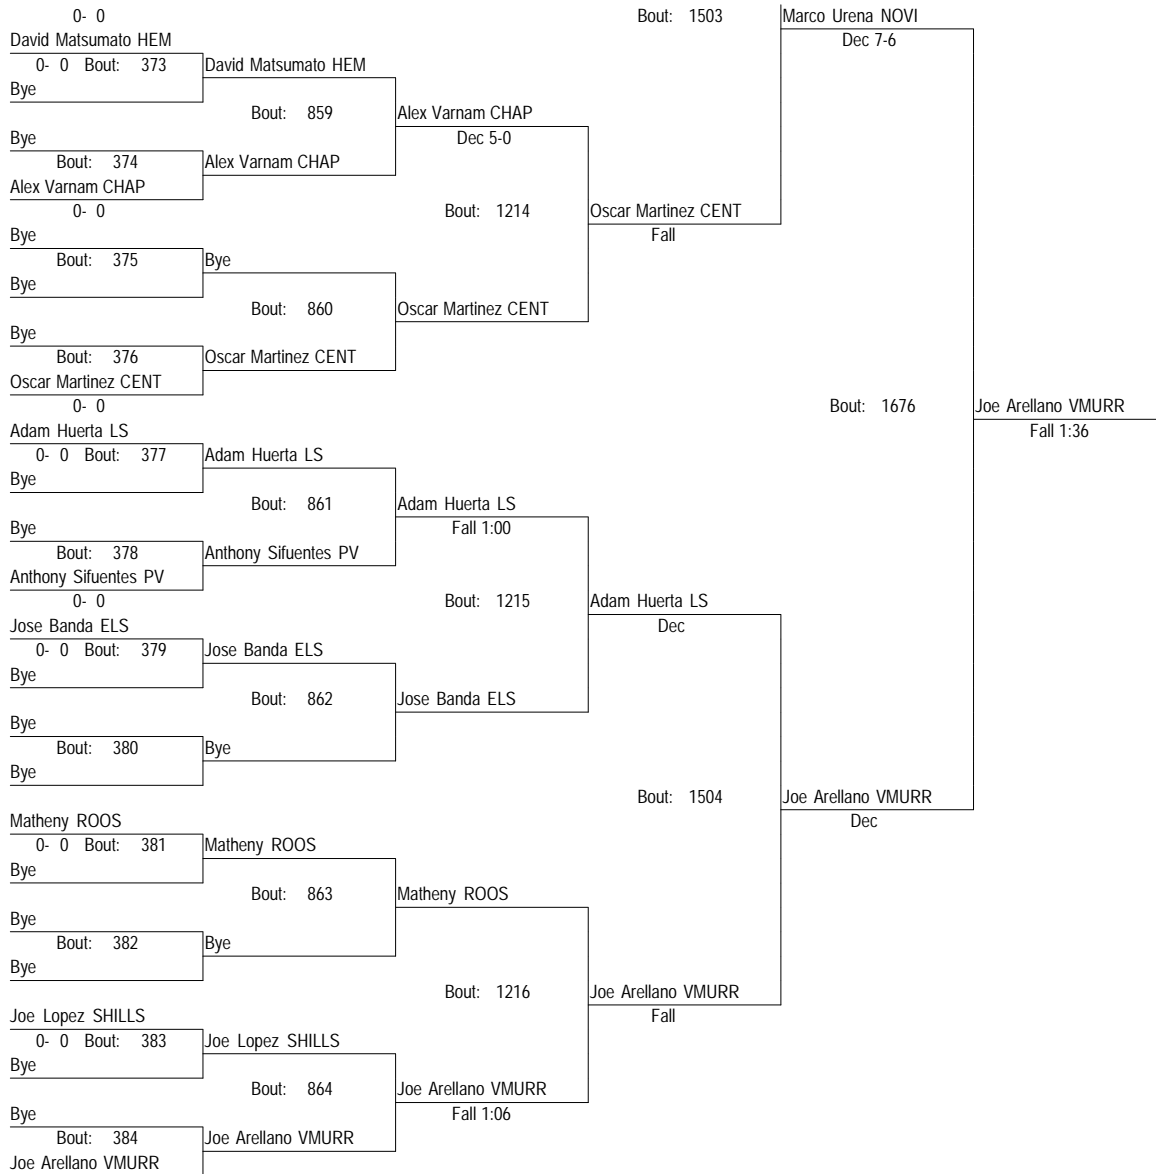 0- 0 Bout: 1503 Marco Urena NOVI
David Matsumato HEM Dec 7-6
0- 0 Bout: 373 David Matsumato HEM
Bye
Bout: 859 Alex Varnam CHAP
Bye Dec 5-0
Bout: 374 Alex Varnam CHAP
Alex Varnam CHAP
0- 0 Bout: 1214 Oscar Martinez CENT
Bye Fall
Bout: 375 Bye
Bye
Bout: 860 Oscar Martinez CENT
Bye
Bout: 376 Oscar Martinez CENT
Oscar Martinez CENT
0- 0 Bout: 1676 Joe Arellano VMURR
Adam Huerta LS Fall 1:36
0- 0 Bout: 377 Adam Huerta LS
Bye
Bout: 861 Adam Huerta LS
Bye Fall 1:00
Bout: 378 Anthony Sifuentes PV
Anthony Sifuentes PV
0- 0 Bout: 1215 Adam Huerta LS
Jose Banda ELS Dec
0- 0 Bout: 379 Jose Banda ELS
Bye
Bout: 862 Jose Banda ELS
Bye
Bout: 380 Bye
Bye
Bout: 1504 Joe Arellano VMURR
Matheny ROOS Dec
0- 0 Bout: 381 Matheny ROOS
Bye
Bout: 863 Matheny ROOS
Bye
Bout: 382 Bye
Bye
Bout: 1216 Joe Arellano VMURR
Joe Lopez SHILLS Fall
0- 0 Bout: 383 Joe Lopez SHILLS
Bye
Bout: 864 Joe Arellano VMURR
Bye Fall 1:06
Bout: 384 Joe Arellano VMURR
Joe Arellano VMURR